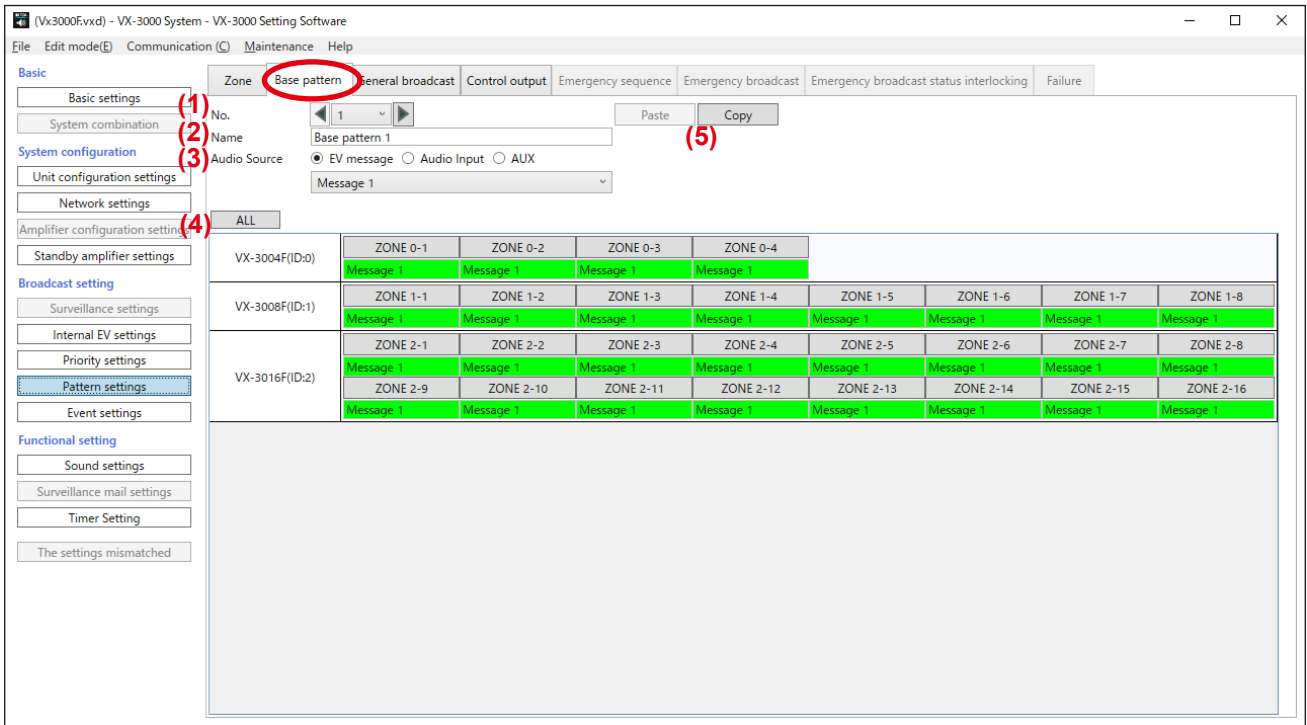 (Vx3000F.vxd) - VX-3000 System - VX-3000 Setting Software
File Edit mode(E) Communication (C) Maintenance Help
Basic
Basic settings
System combination
System configuration
Unit configuration settings
Network settings
Amplifier configuration settings
Standby amplifier settings
Broadcast setting
Surveillance settings
Internal EV settings
Priority settings
Pattern settings
Event settings
Functional setting
Sound settings
Surveillance mail settings
Timer Setting
The settings mismatched
Zone Base pattern General broadcast Control output Emergency sequence Emergency broadcast Emergency broadcast status interlocking Failure
(1) No. 1 Paste Copy
(2) Name Base pattern 1 (5)
(3) Audio Source EV message Audio Input AUX
Message 1
(4) ALL
VX-3004F(ID:0)
ZONE 0-1 ZONE 0-2 ZONE 0-3 ZONE 0-4
Message 1 Message 1 Message 1 Message 1
VX-3008F(ID:1)
ZONE 1-1 ZONE 1-2 ZONE 1-3 ZONE 1-4 ZONE 1-5 ZONE 1-6 ZONE 1-7 ZONE 1-8
Message 1 Message 1 Message 1 Message 1 Message 1 Message 1 Message 1 Message 1
VX-3016F(ID:2)
ZONE 2-1 ZONE 2-2 ZONE 2-3 ZONE 2-4 ZONE 2-5 ZONE 2-6 ZONE 2-7 ZONE 2-8
Message 1 Message 1 Message 1 Message 1 Message 1 Message 1 Message 1 Message 1
ZONE 2-9 ZONE 2-10 ZONE 2-11 ZONE 2-12 ZONE 2-13 ZONE 2-14 ZONE 2-15 ZONE 2-16
Message 1 Message 1 Message 1 Message 1 Message 1 Message 1 Message 1 Message 1